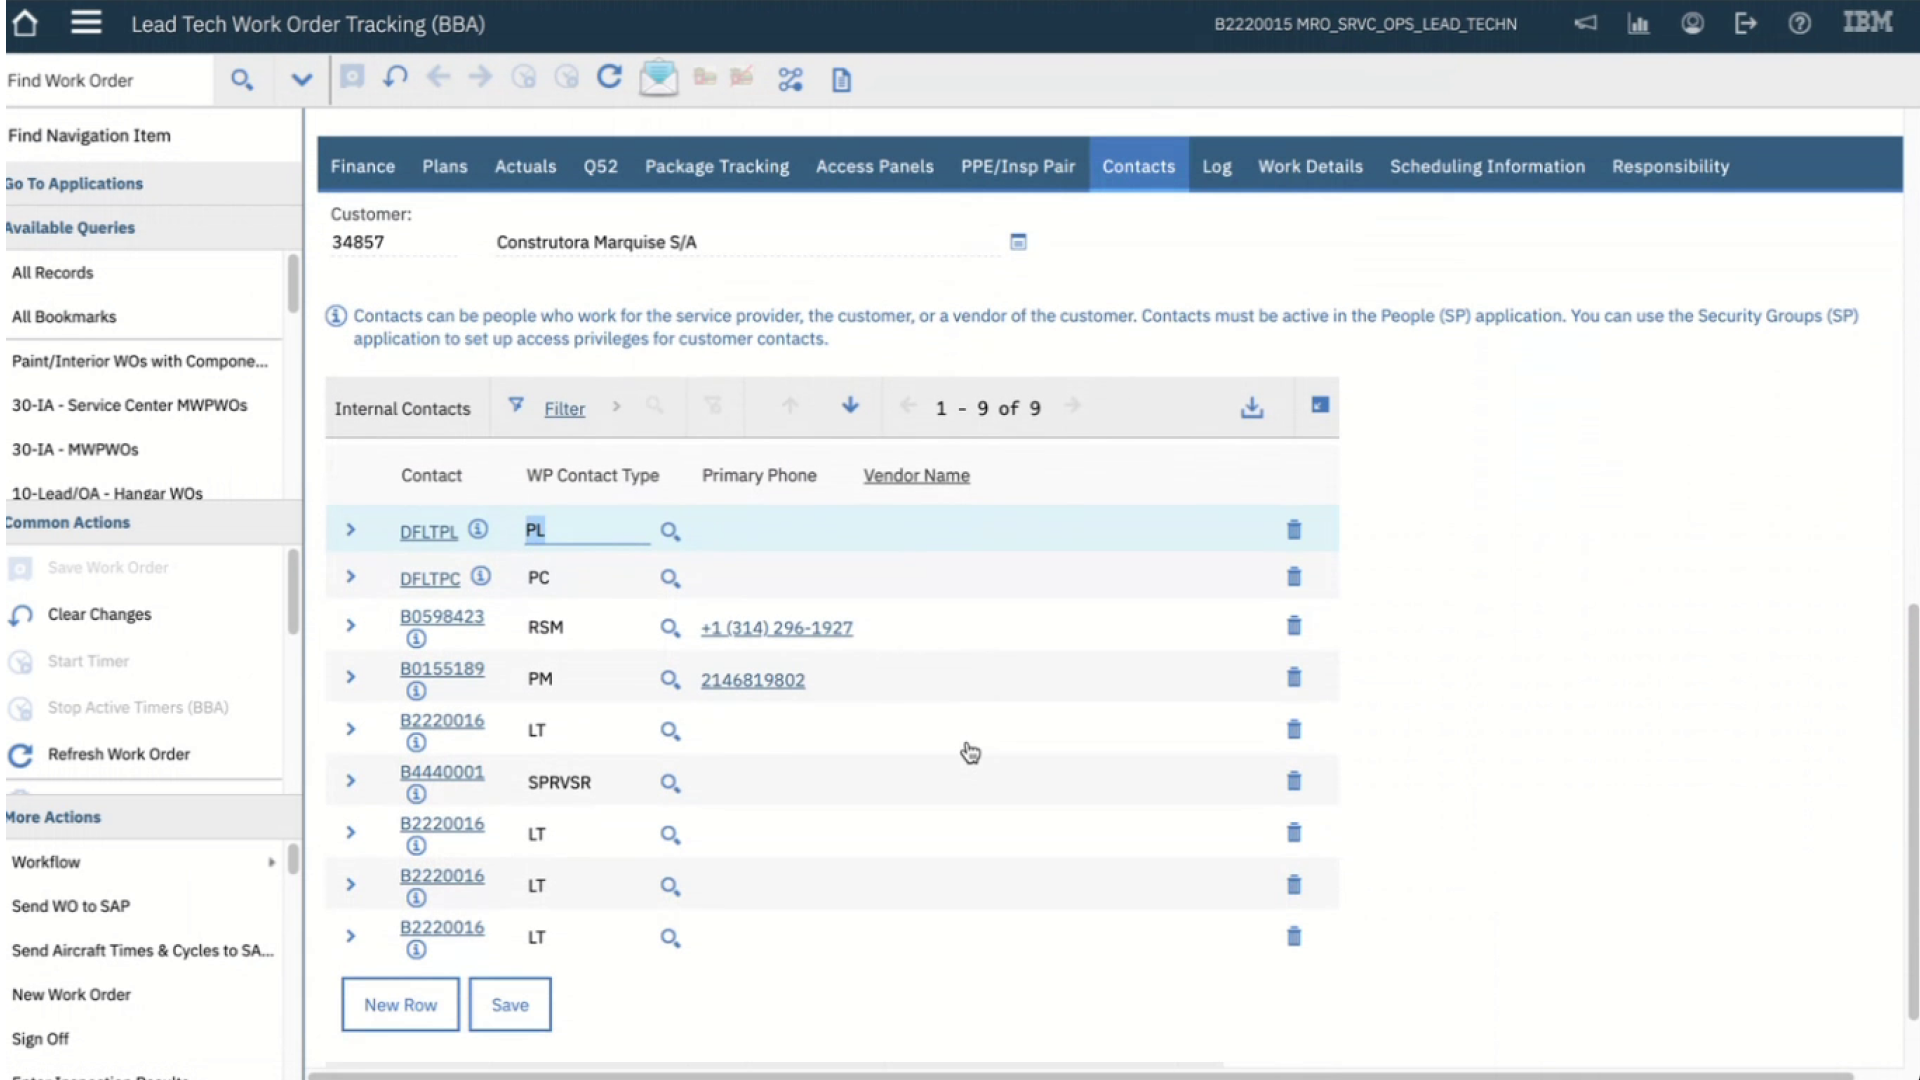 Lead Tech Work Order Tracking (BBA)
B2220015 MRO_SRVC_OPS_LEAD_TECHN
IBM
Find Work Order
Find Navigation Item
Go To Applications
Available Queries
All Records
All Bookmarks
Paint/Interior WOs with Compone...
30-IA - Service Center MWPWOs
30-IA - MWPWOs
10-Lead/OA - Hangar WOs
Common Actions
Save Work Order
Clear Changes
Start Timer
Stop Active Timers (BBA)
Refresh Work Order
More Actions
Workflow
Send WO to SAP
Send Aircraft Times & Cycles to SA...
New Work Order
Sign Off
Enter Inspection Results
Finance Plans Actuals Q52 Package Tracking Access Panels PPE/Insp Pair Contacts Log Work Details Scheduling Information Responsibility
Customer:
34857 Construtora Marquise S/A
Contacts can be people who work for the service provider, the customer, or a vendor of the customer. Contacts must be active in the People (SP) application. You can use the Security Groups (SP)
application to set up access privileges for customer contacts.
Internal Contacts Filter 1 - 9 of 9
Contact WP Contact Type Primary Phone Vendor Name
DFLTPL PL
DFLTPC PC
B0598423 RSM +1 (314) 296-1927
B0155189 PM 2146819802
B2220016 LT
B4440001 SPRVSR
B2220016 LT
B2220016 LT
B2220016 LT
New Row Save